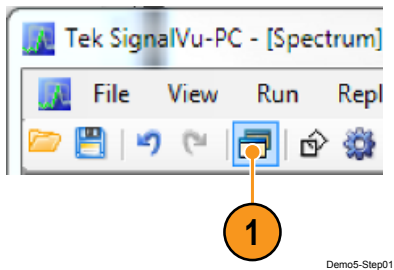 Tek SignalVu-PC - [Spectrum]
File View Run Repl
1
Demo5-Step01